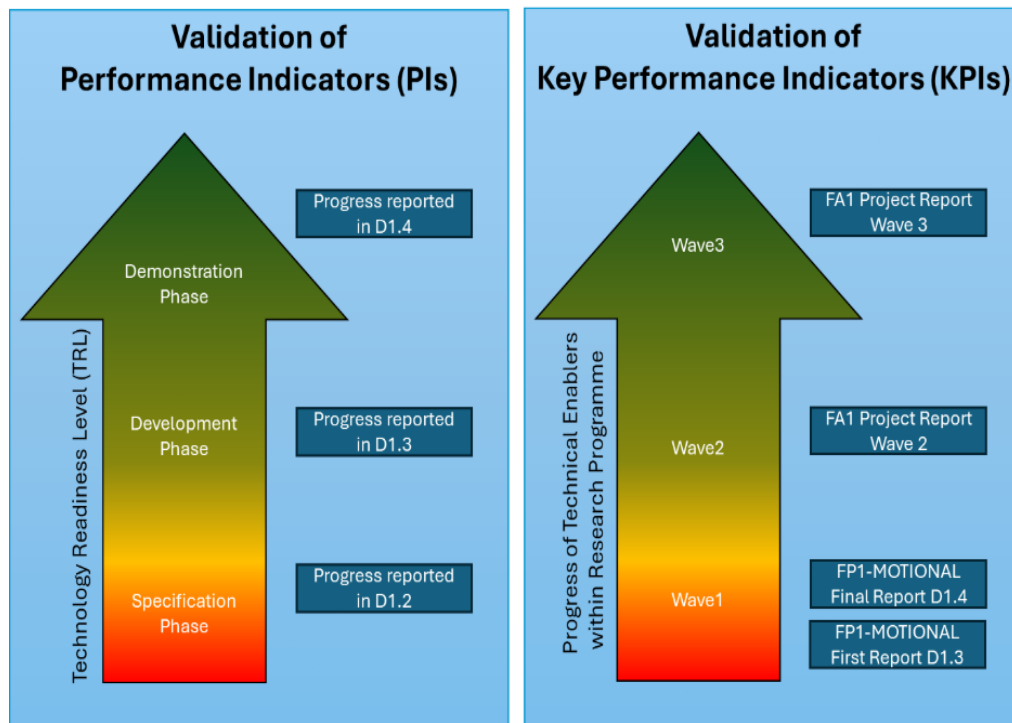 Validation of
Performance Indicators (PIs)
Progress reported
in D1.4
Demonstration
Phase
Technology Readiness Level (TRL)
Development
Phase
Progress reported
in D1.3
Specification
Phase
Progress reported
in D1.2
Validation of
Key Performance Indicators (KPIs)
FA1 Project Report
Wave 3
Wave3
Progress of Technical Enablers
within Research Programme
Wave2
FA1 Project Report
Wave 2
Wave1
FP1-MOTIONAL
Final Report D1.4
FP1-MOTIONAL
First Report D1.3